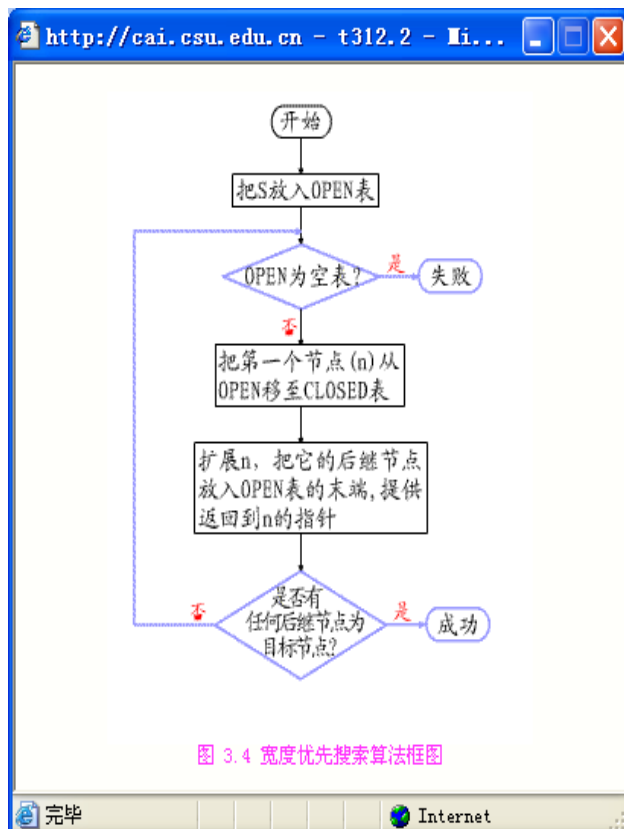 http://cai.csu.edu.cn - t312.2 - Mi...
开始
把S放入OPEN表
OPEN为空表?
是
失败
否
把第一个节点(n)从
OPEN移至CLOSED表
扩展n，把它的后继节点
放入OPEN表的末端,提供
返回到n的指针
是否有
任何后继节点为
目标节点?
否
是
成功
图 3.4 宽度优先搜索算法框图
完毕
Internet